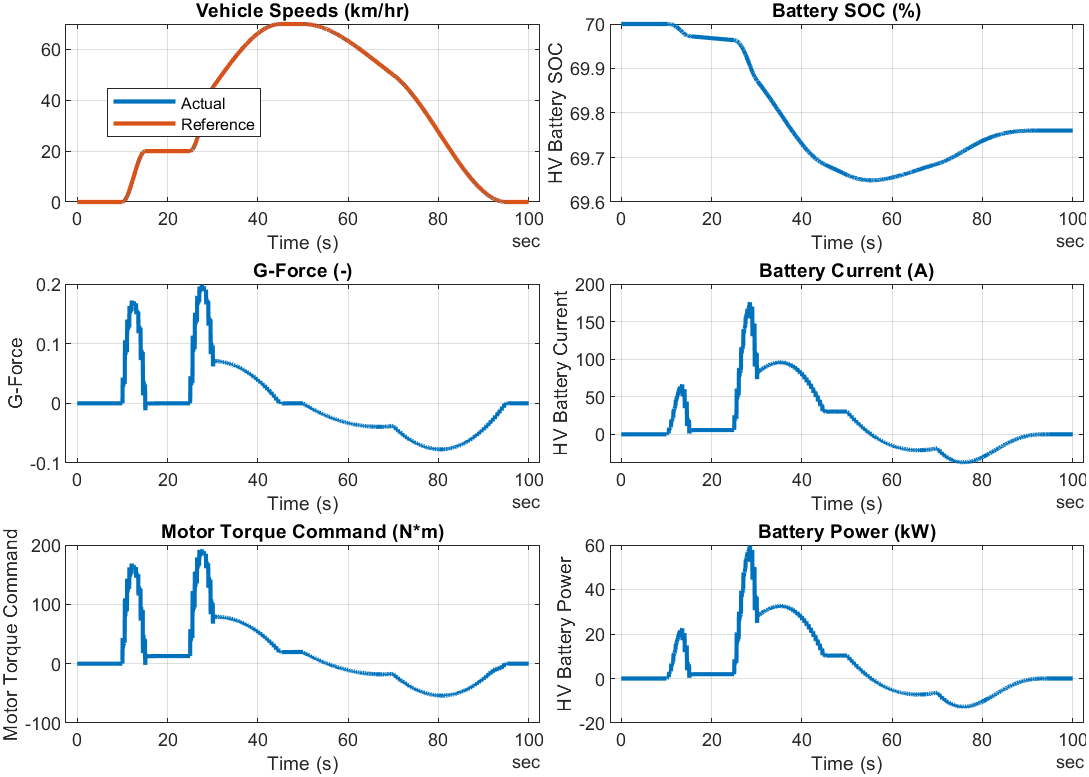 Vehicle Speeds (km/hr)
60
40
20
0
Actual
Reference
0 20 40 60 80 100
Time (s)
sec
Battery SOC (%)
HV Battery SOC
70
69.9
69.8
69.7
69.6
0 20 40 60 80 100
Time (s)
sec
G-Force (-)
G-Force
0.2
0.1
0
-0.1
0 20 40 60 80 100
Time (s)
sec
Battery Current (A)
HV Battery Current
200
150
100
50
0
0 20 40 60 80 100
Time (s)
sec
Motor Torque Command (N*m)
Motor Torque Command
200
100
0
-100
0 20 40 60 80 100
Time (s)
sec
Battery Power (kW)
HV Battery Power
60
40
20
0
-20
0 20 40 60 80 100
Time (s)
sec